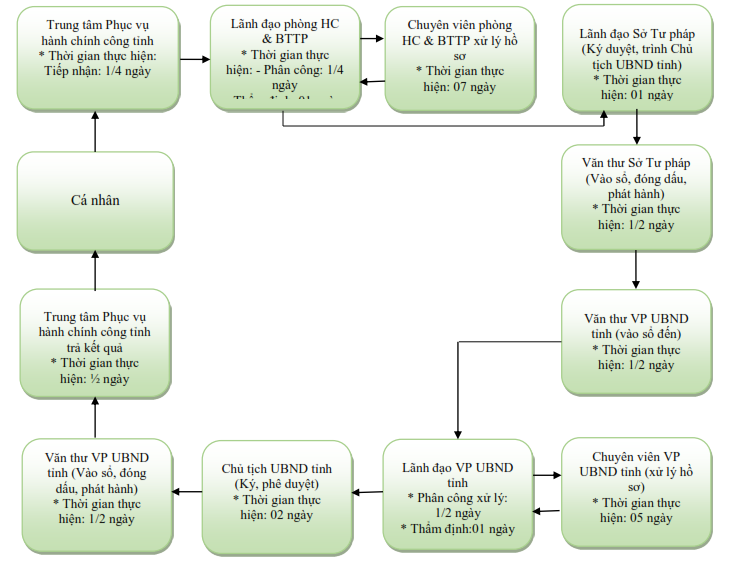 Trung tâm Phục vụ
hành chính công tỉnh
* Thời gian thực hiện:
Tiếp nhận: 1/4 ngày
Lãnh đạo phòng HC
& BTTP
* Thời gian thực
hiện: - Phân công: 1/4
ngày
Chuyên viên phòng
HC & BTTP xử lý hồ
sơ
* Thời gian thực
hiện: 07 ngày
Lãnh đạo Sở Tư pháp
(Ký duyệt, trình Chủ
tịch UBND tỉnh)
* Thời gian thực
hiện: 01 ngày
Văn thư Sở Tư pháp
(Vào sổ, đóng dấu,
phát hành)
* Thời gian thực
hiện: 1/2 ngày
Cá nhân
Văn thư VP UBND
tỉnh (vào sổ đến)
* Thời gian thực
hiện: 1/2 ngày
Trung tâm Phục vụ
hành chính công tỉnh
trả kết quả
* Thời gian thực
hiện: ½ ngày
Văn thư VP UBND
tỉnh (Vào sổ, đóng
dấu, phát hành)
* Thời gian thực
hiện: 1/2 ngày
Chủ tịch UBND tỉnh
(Ký, phê duyệt)
* Thời gian thực
hiện: 02 ngày
Lãnh đạo VP UBND
tỉnh
* Phân công xử lý:
1/2 ngày
* Thẩm định:01 ngày
Chuyên viên VP
UBND tỉnh (xử lý hồ
sơ)
* Thời gian thực
hiện: 05 ngày